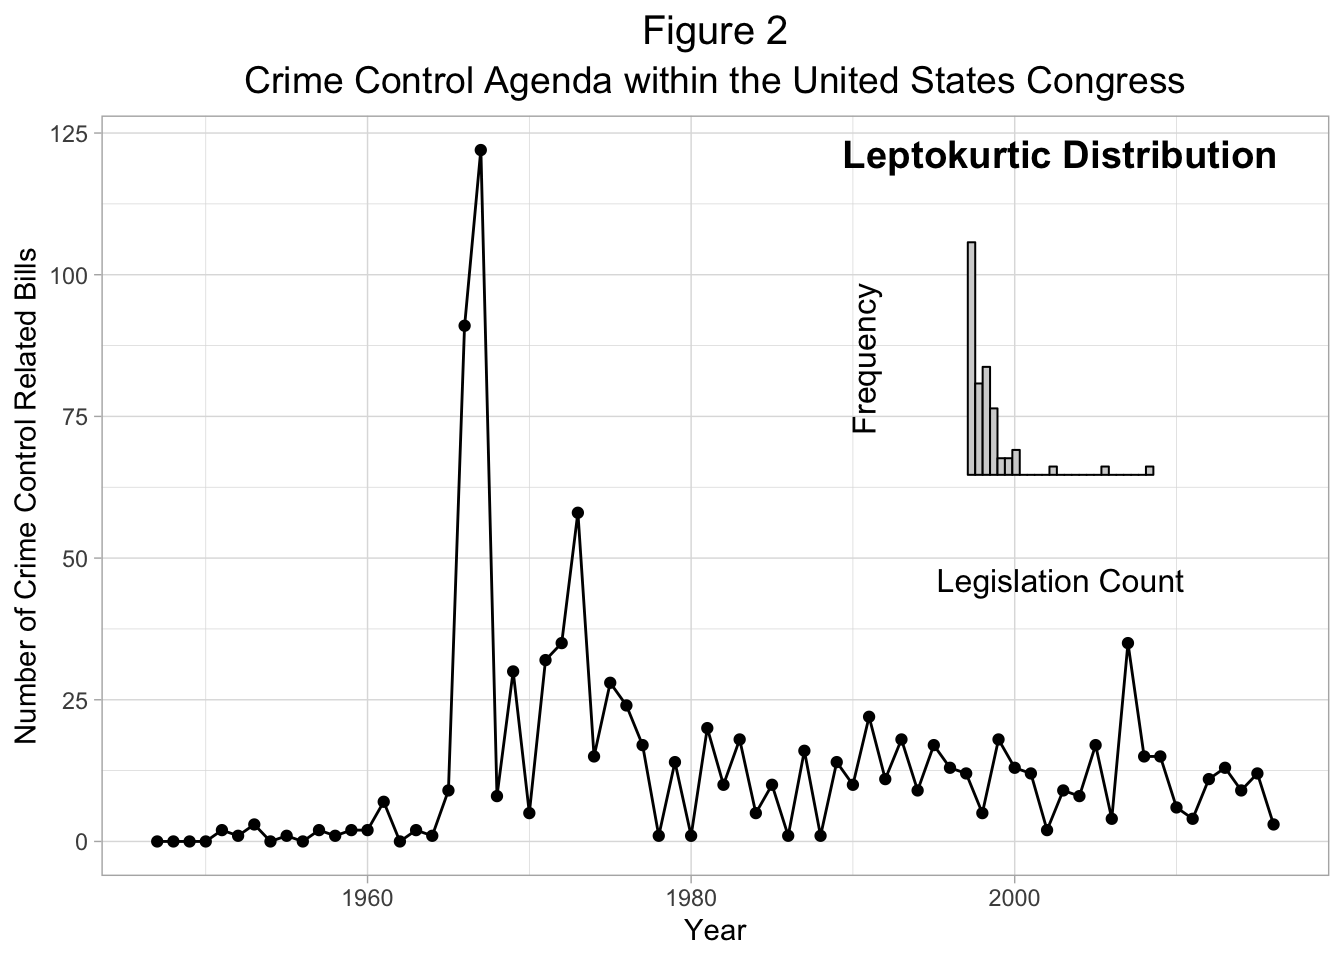 Figure 2
Crime Control Agenda within the United States Congress
Number of Crime Control Related Bills
125
100
75
50
25
0
Leptokurtic Distribution
Frequency
Legislation Count
1960
1980
2000
Year